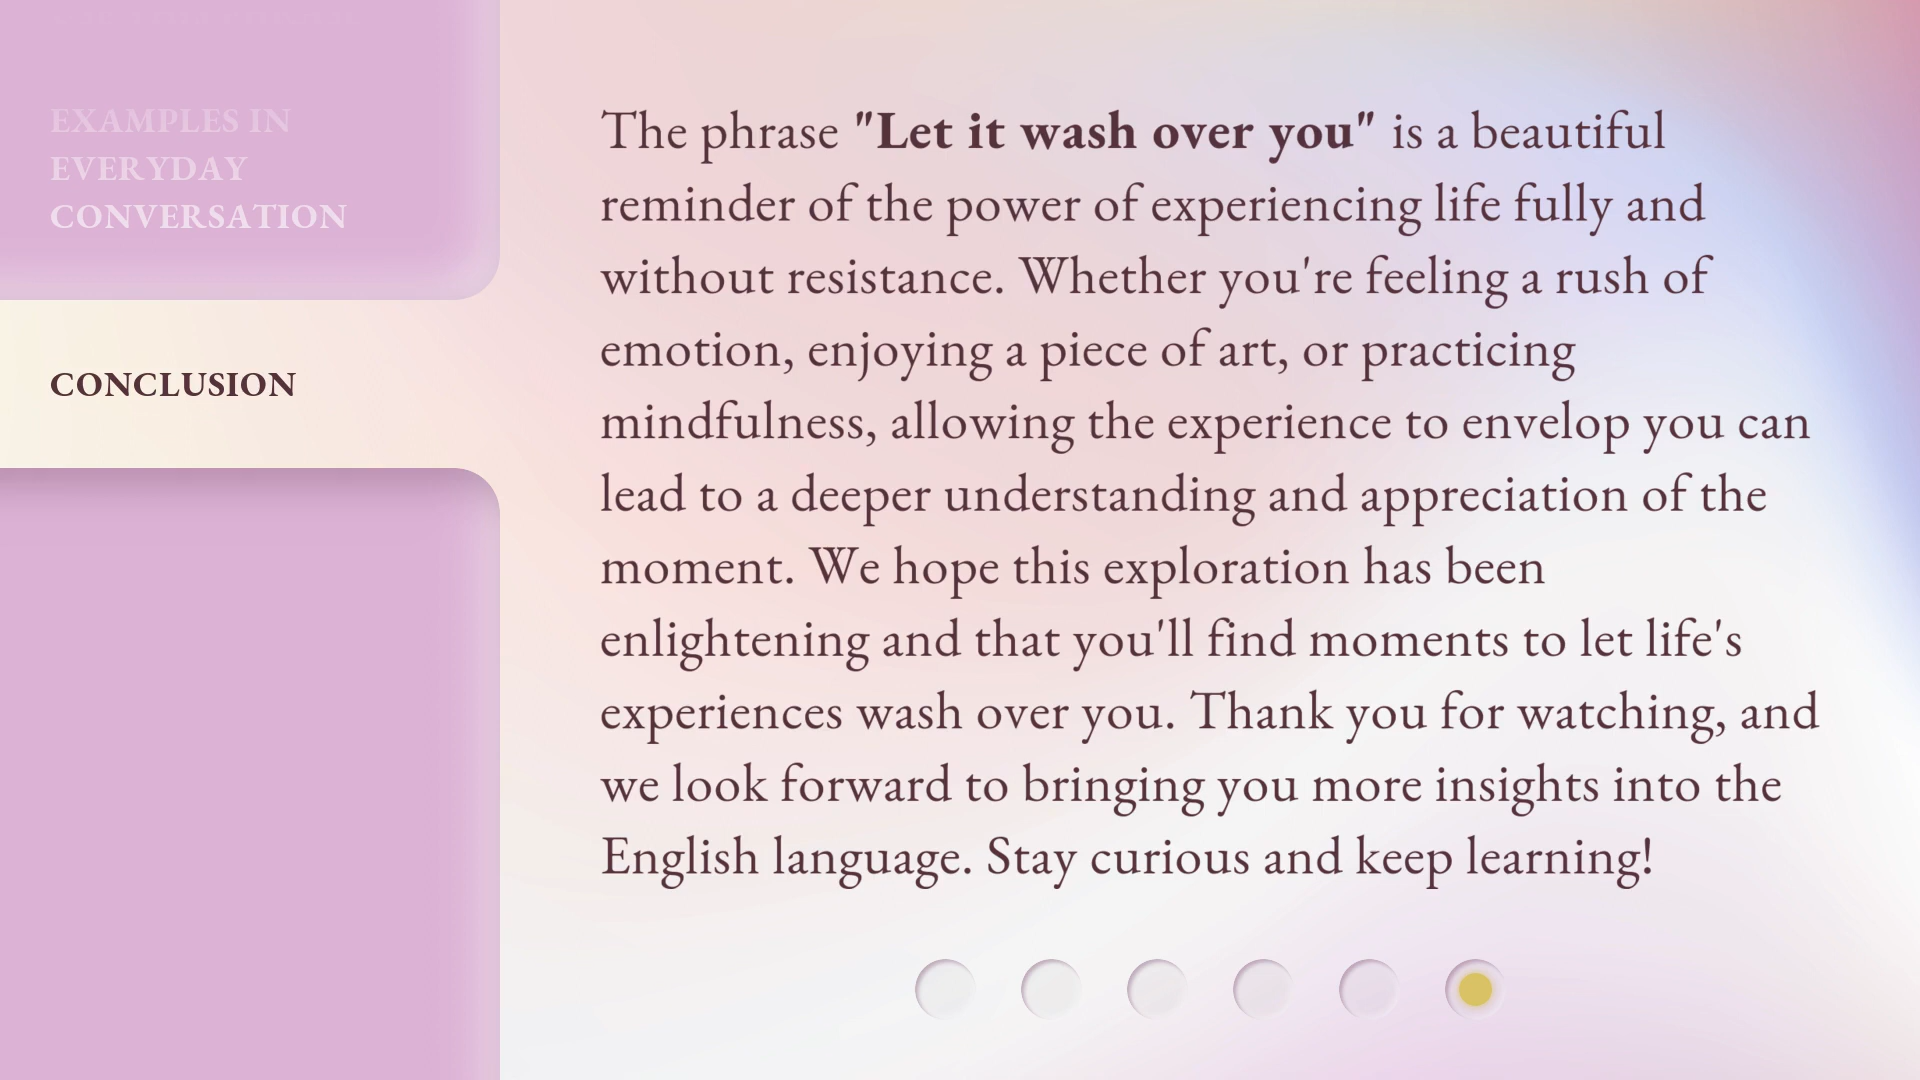 EXAMPLES IN
EVERYDAY
CONVERSATION
CONCLUSION
The phrase "Let it wash over you" is a beautiful
reminder of the power of experiencing life fully and
without resistance. Whether you're feeling a rush of
emotion, enjoying a piece of art, or practicing
mindfulness, allowing the experience to envelop you can
lead to a deeper understanding and appreciation of the
moment. We hope this exploration has been
enlightening and that you'll find moments to let life's
experiences wash over you. Thank you for watching, and
we look forward to bringing you more insights into the
English language. Stay curious and keep learning!